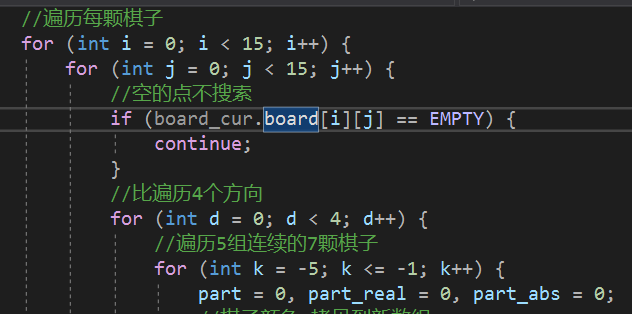 //遍历每颗棋子
for (int i = 0; i < 15; i++) {
for (int j = 0; j < 15; j++) {
//空的点不搜索
if (board_cur.board[i][j] == EMPTY) {
continue;
}
//比遍历4个方向
for (int d = 0; d < 4; d++) {
//遍历5组连续的7颗棋子
for (int k = -5; k <= -1; k++) {
part = 0, part_real = 0, part_abs = 0;